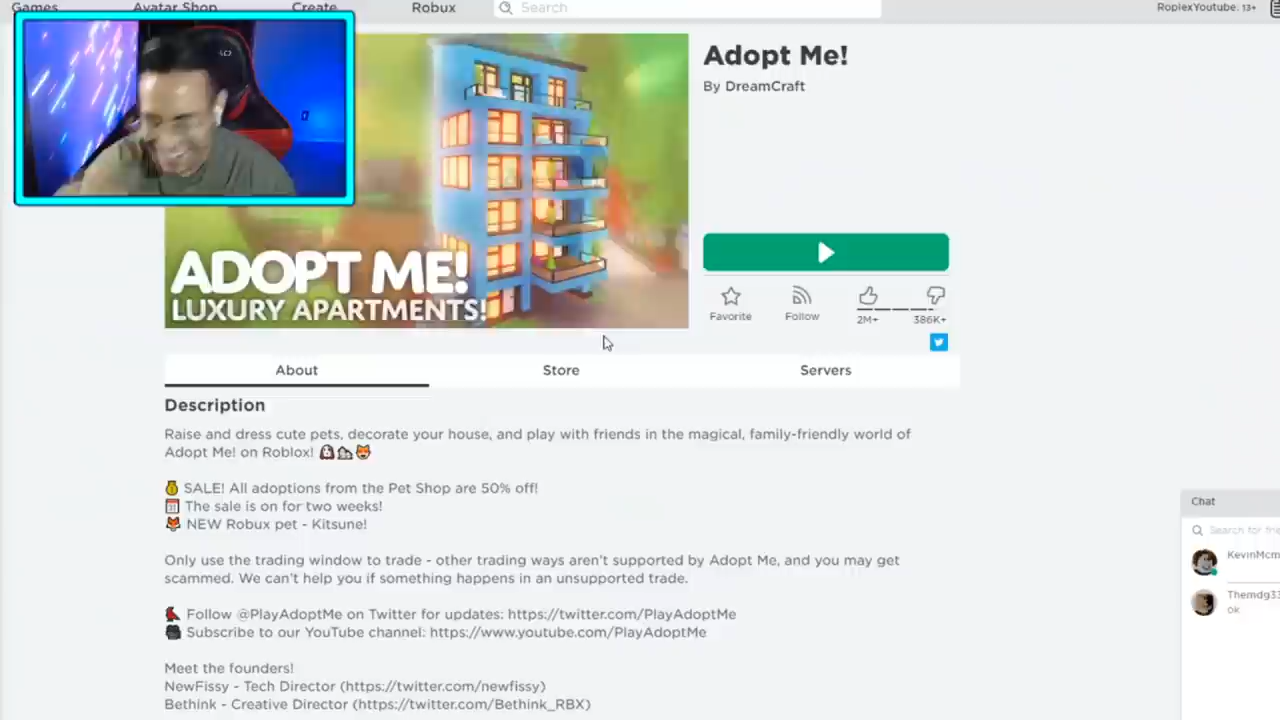 Games Avatar Shop Create Robux Search RoplexYoutube. 13+
Adopt Me!
By DreamCraft
ADOPT ME!
LUXURY APARTMENTS!
Favorite Follow 2M+ 386K+
About Store Servers
Description
Raise and dress cute pets, decorate your house, and play with friends in the magical, family-friendly world of
Adopt Me! on Roblox!
SALE! All adoptions from the Pet Shop are 50% off!
The sale is on for two weeks!
NEW Robux pet - Kitsune!
Only use the trading window to trade - other trading ways aren't supported by Adopt Me, and you may get
scammed. We can't help you if something happens in an unsupported trade.
Follow @PlayAdoptMe on Twitter for updates: https://twitter.com/PlayAdoptMe
Subscribe to our YouTube channel: https://www.youtube.com/PlayAdoptMe
Meet the founders!
NewFissy - Tech Director (https://twitter.com/newfissy)
Bethink - Creative Director (https://twitter.com/Bethink_RBX)
Chat
Search for
KevinMcm
Themdg33
ok